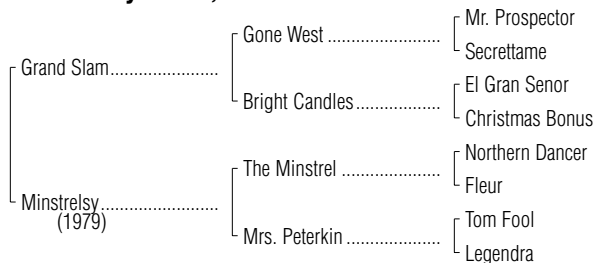 Mr. Prospector
Gone West ........................
Secrettame
Grand Slam.......................
El Gran Senor
Bright Candles..................
Christmas Bonus
Northern Dancer
The Minstrel .....................
Fleur
Minstrelsy.........................
(1979)
Tom Fool
Mrs. Peterkin ....................
Legendra